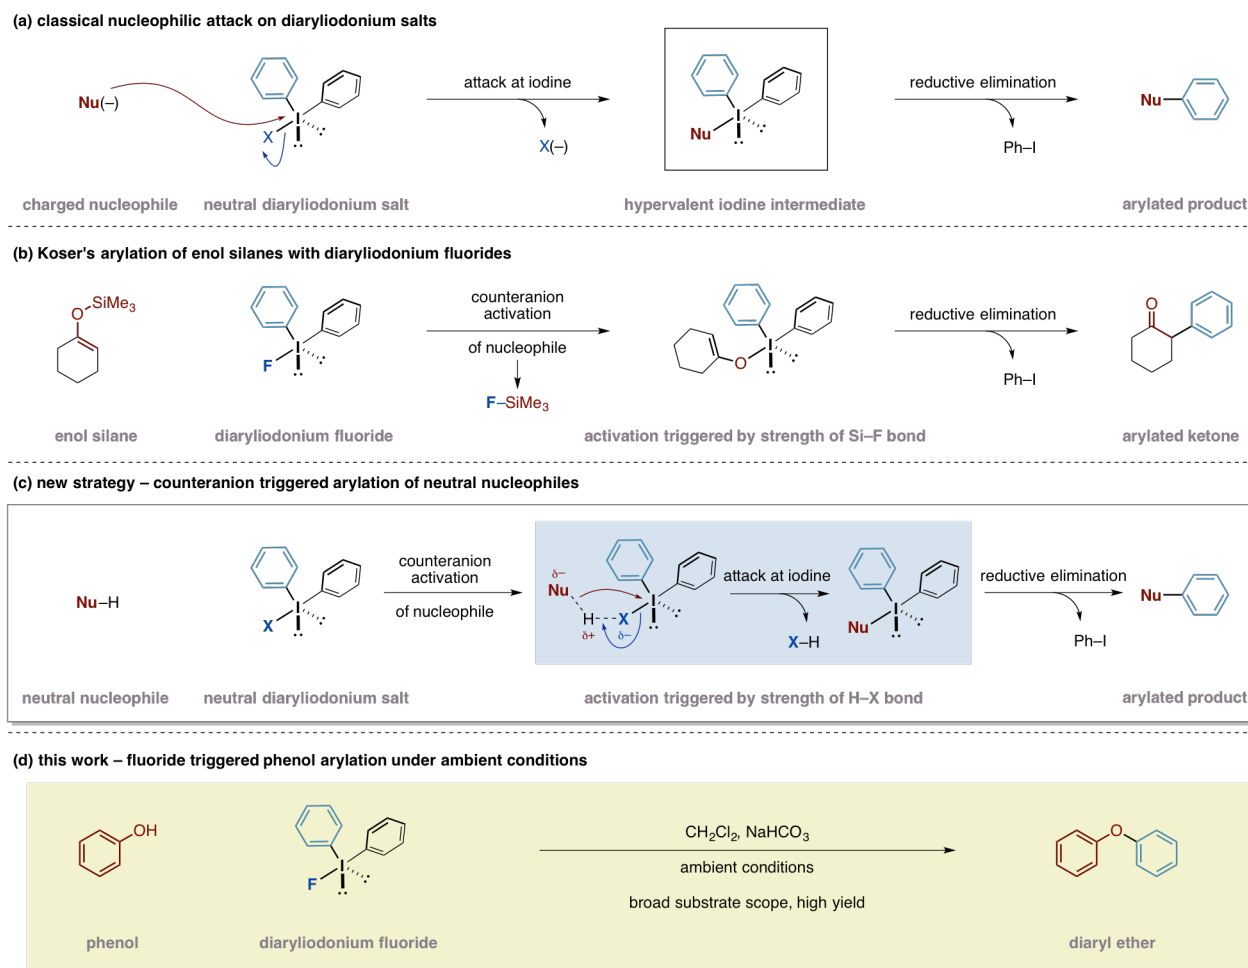 (a) classical nucleophilic attack on diaryliodonium salts
Nu(–)
X
I
attack at iodine
X(–)
Nu
I
reductive elimination
Ph–I
Nu
charged nucleophile
neutral diaryliodonium salt
hypervalent iodine intermediate
arylated product
(b) Koser's arylation of enol silanes with diaryliodonium fluorides
O
SiMe3
F
I
counteranion
activation
of nucleophile
F–SiMe3
O
I
reductive elimination
Ph–I
O
enol silane
diaryliodonium fluoride
activation triggered by strength of Si–F bond
arylated ketone
(c) new strategy – counteranion triggered arylation of neutral nucleophiles
Nu–H
X
I
counteranion
activation
of nucleophile
δ–
Nu
H
X
I
δ+
δ–
attack at iodine
X–H
Nu
I
reductive elimination
Ph–I
Nu
neutral nucleophile
neutral diaryliodonium salt
activation triggered by strength of H–X bond
arylated product
(d) this work – fluoride triggered phenol arylation under ambient conditions
OH
F
I
CH2Cl2, NaHCO3
ambient conditions
broad substrate scope, high yield
O
phenol
diaryliodonium fluoride
diaryl ether